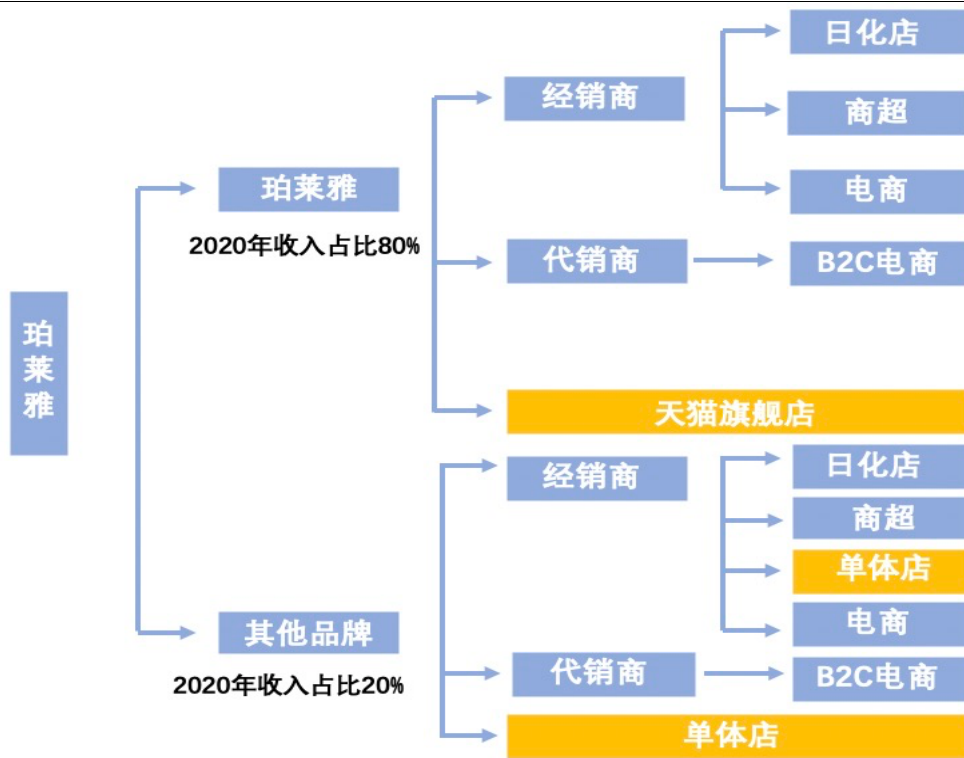 珀莱雅
珀莱雅
2020年收入占比80%
经销商
日化店
商超
电商
代销商
B2C电商
天猫旗舰店
其他品牌
2020年收入占比20%
经销商
日化店
商超
单体店
电商
代销商
B2C电商
单体店